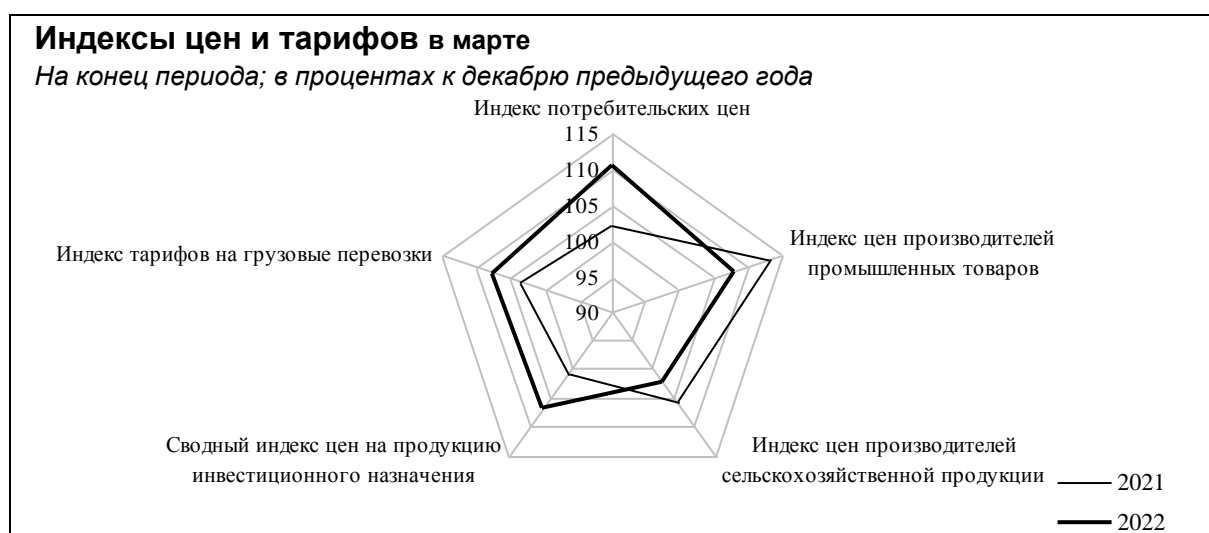 Индексы цен и тарифов в марте
На конец периода; в процентах к декабрю предыдущего года
Индекс потребительских цен
115
110
105
100
95
90
Индекс цен производителей
промышленных товаров
Индекс тарифов на грузовые перевозки
Сводный индекс цен на продукцию
инвестиционного назначения
Индекс цен производителей
сельскохозяйственной продукции
2021
2022